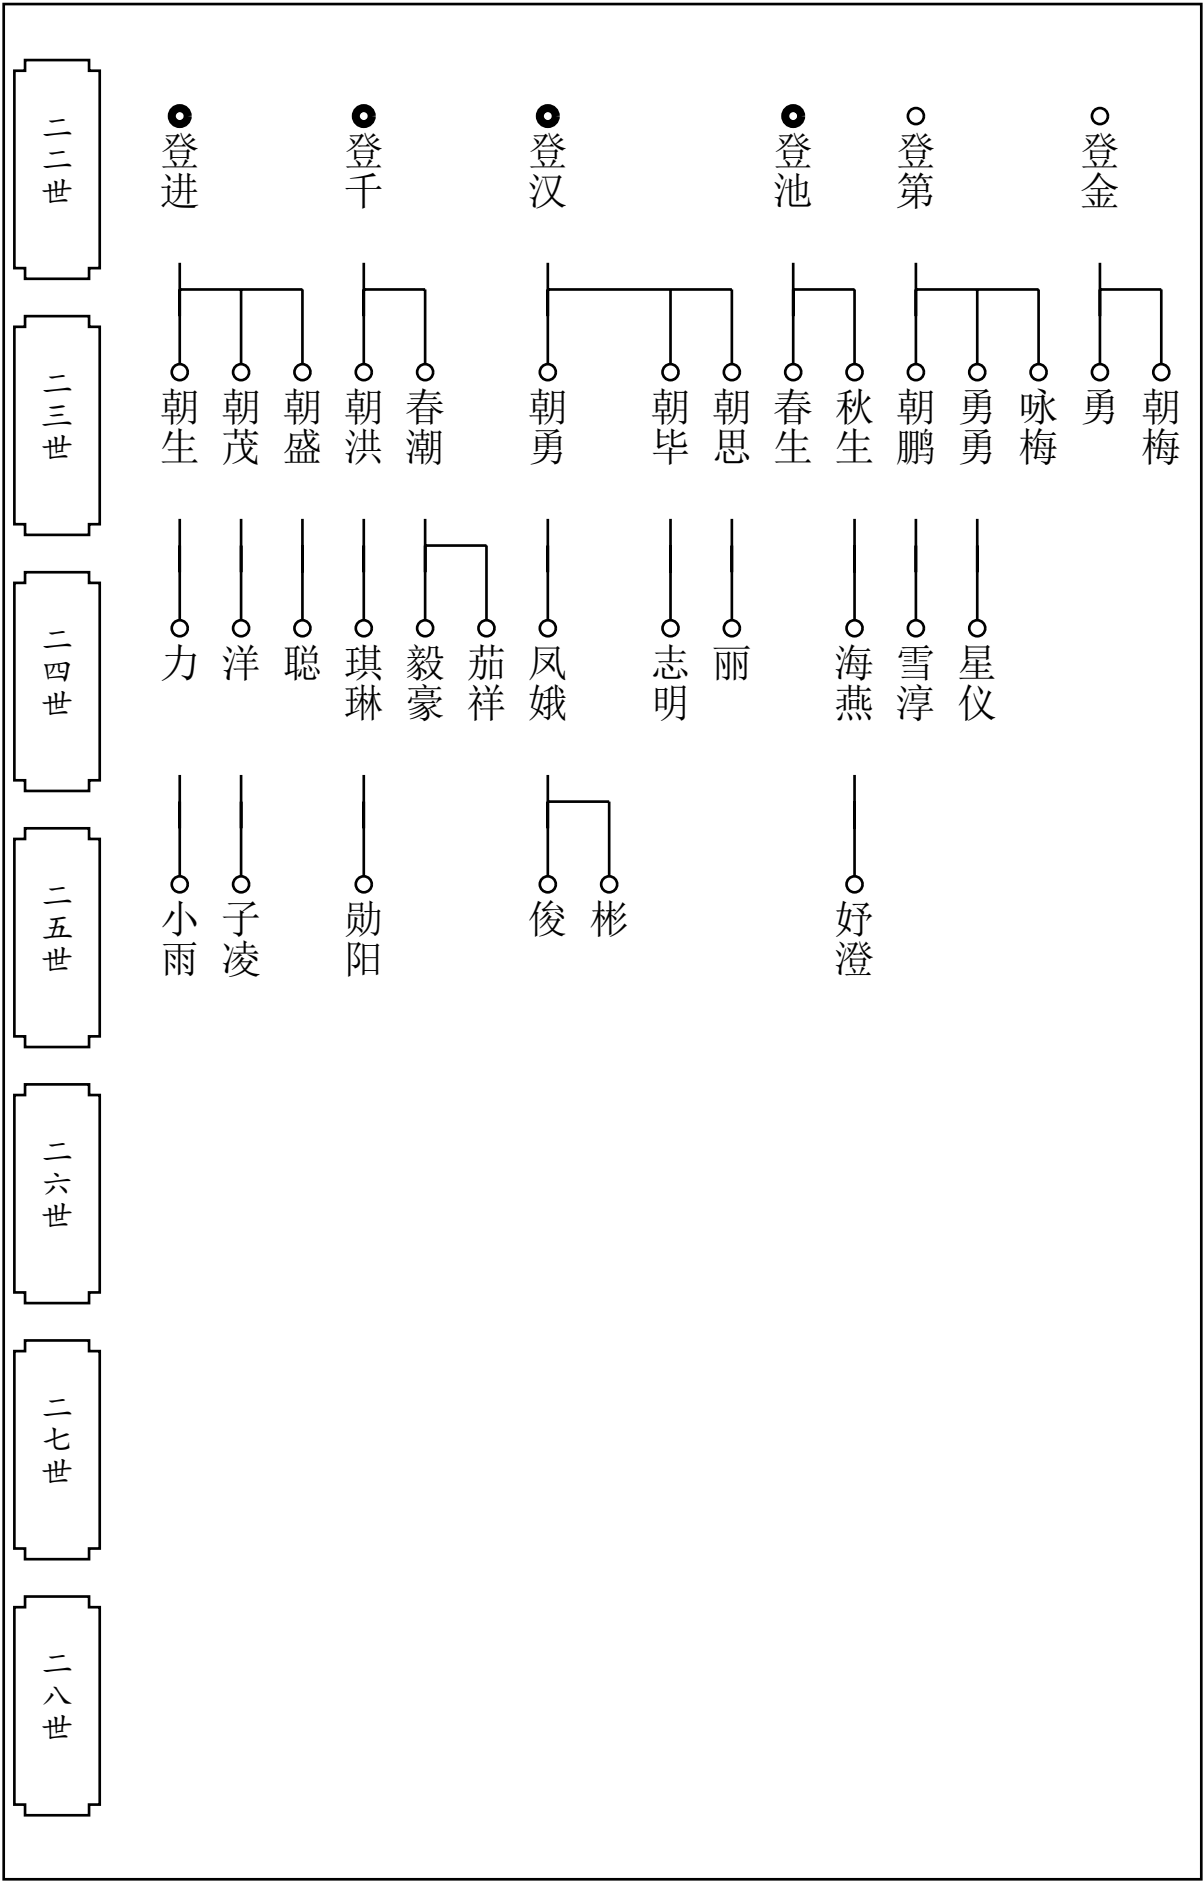 二二世
登进
登千
登汉
登池
登第
登金
二三世
朝生
朝茂
朝盛
朝洪
春潮
朝勇
朝毕
朝思
春生
秋生
朝鹏
勇勇
咏梅
勇
朝梅
二四世
力
洋
聪
琪琳
毅豪
茄祥
凤娥
志明
丽
海燕
雪淳
星仪
二五世
小雨
子凌
勋阳
俊
彬
妤澄
二六世
二七世
二八世